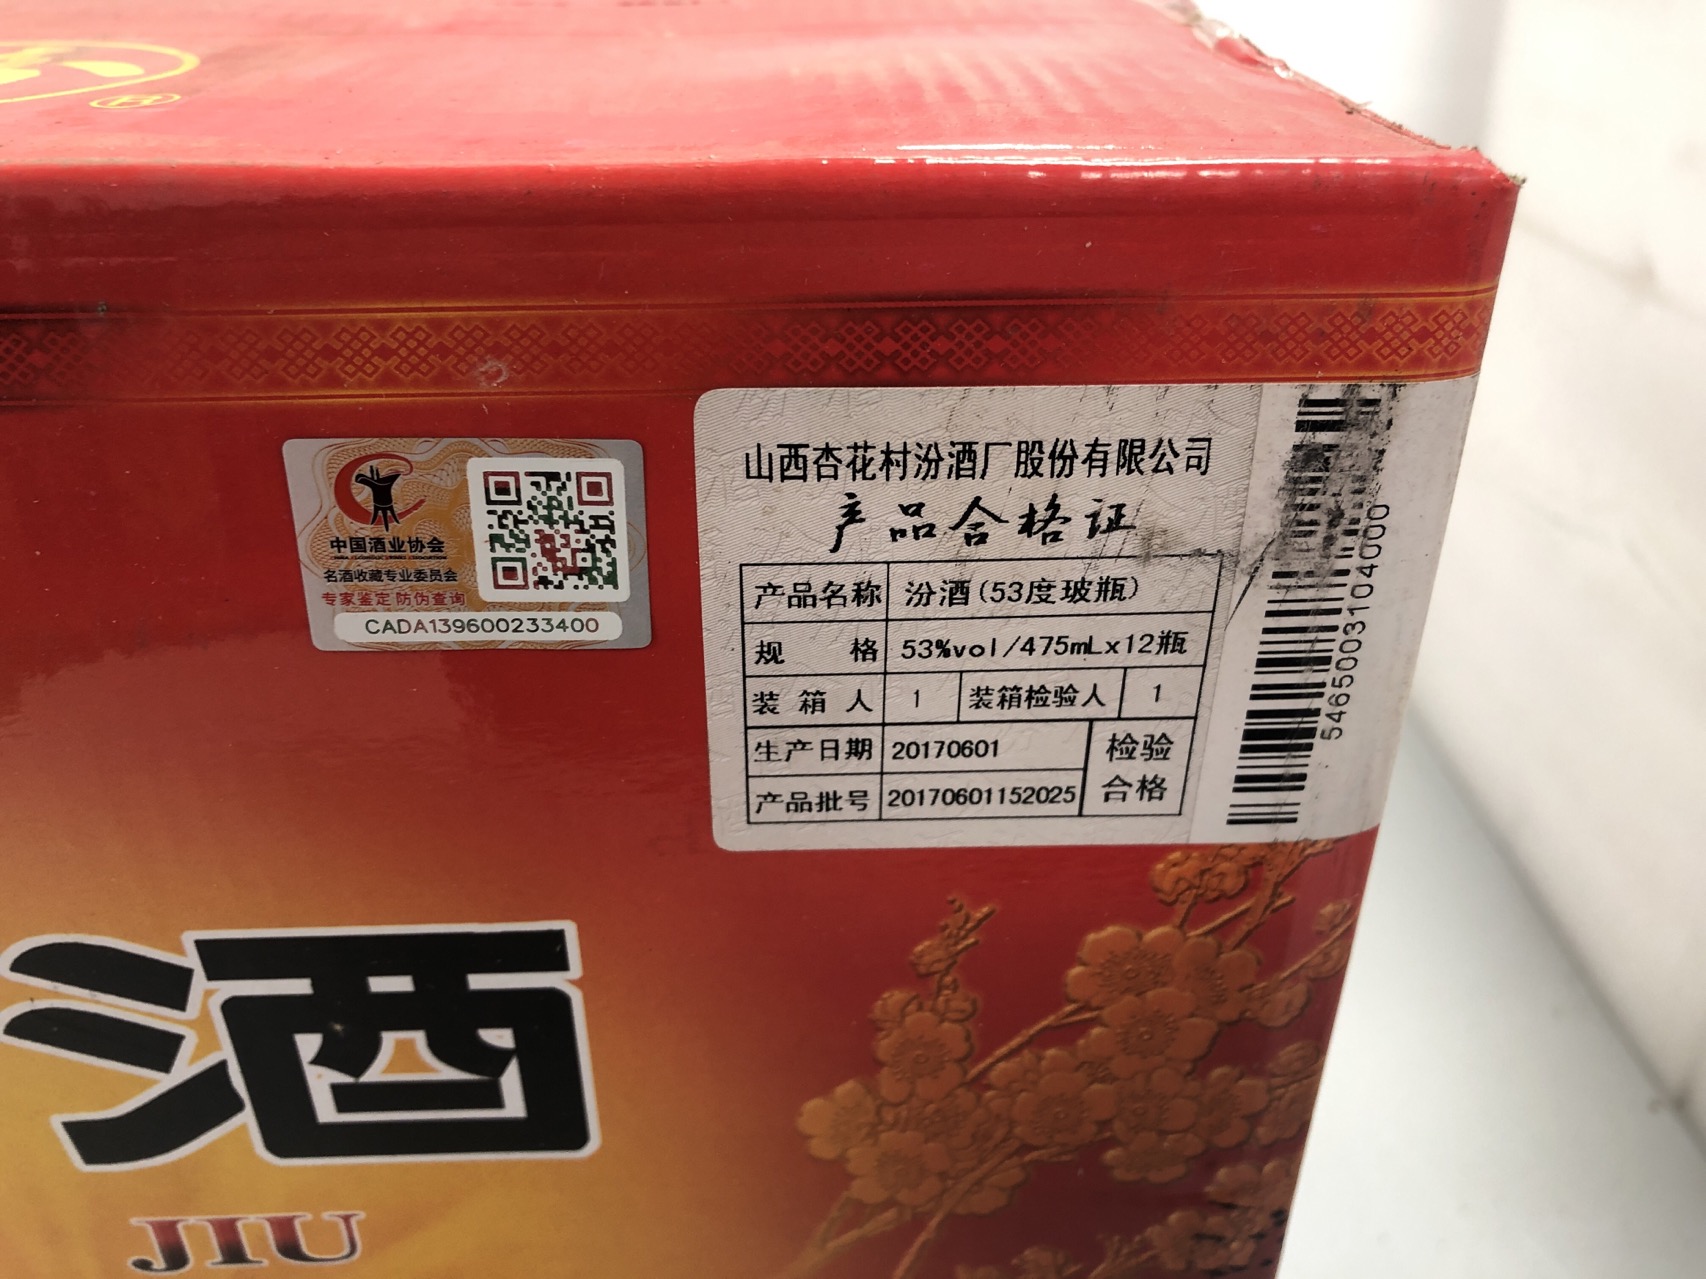 ®
中国酒业协会
名酒收藏专业委员会
专家鉴定 防伪查询
CADA139600233400
山西杏花村汾酒厂股份有限公司
产品合格证
产品名称 汾酒(53度玻瓶)
规 格 53%vol/475mLx12瓶
装 箱 人 1 装箱检验人 1
生产日期 20170601 检验
产品批号 20170601152025 合格
5465003104000
酒
JIU